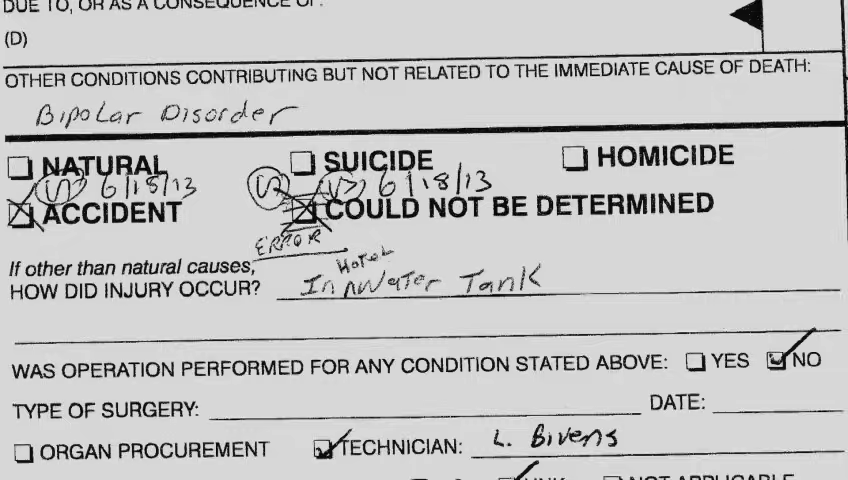 DUE TO, OR AS A CONSEQUENCE OF:
(D)
OTHER CONDITIONS CONTRIBUTING BUT NOT RELATED TO THE IMMEDIATE CAUSE OF DEATH:
Bipolar Disorder
NATURAL SUICIDE HOMICIDE
6/18/13 6/18/13
ACCIDENT COULD NOT BE DETERMINED
ERROR
If other than natural causes,
HOW DID INJURY OCCUR? In Hotel Water Tank
WAS OPERATION PERFORMED FOR ANY CONDITION STATED ABOVE: YES NO
TYPE OF SURGERY: DATE:
ORGAN PROCUREMENT TECHNICIAN: L. Bivens
UNK NOT APPLICABLE